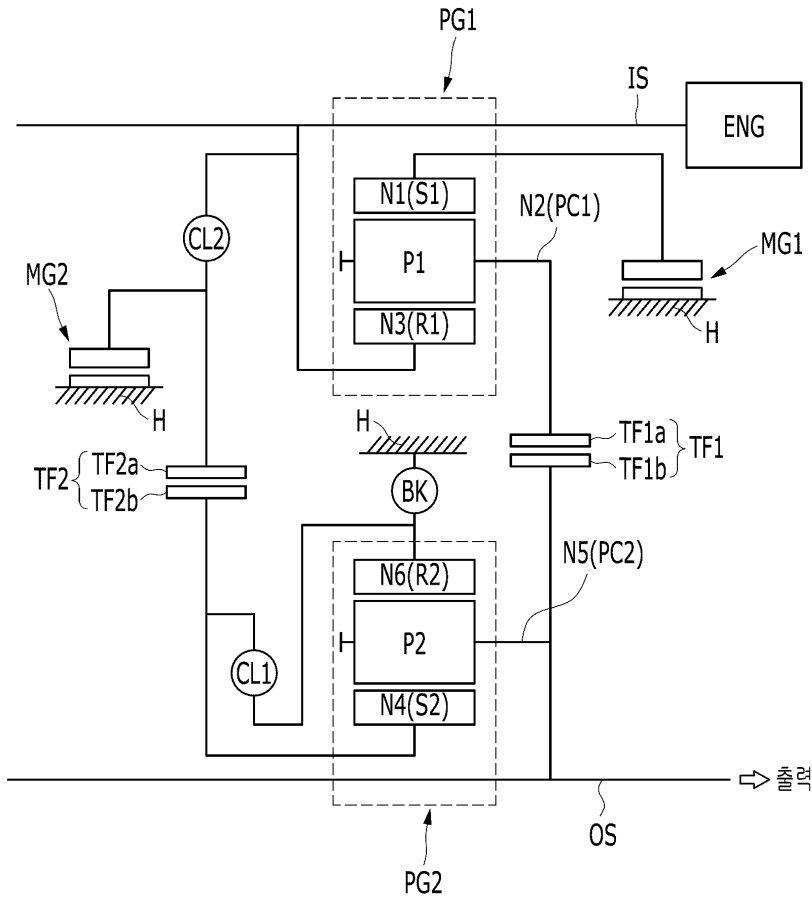 PG1
IS
ENG
N1(S1)
N2(PC1)
CL2
P1
MG1
MG2
N3(R1)
H
H
H
TF1a
TF1
TF1b
TF2a
TF2
TF2b
BK
N5(PC2)
N6(R2)
P2
CL1
N4(S2)
출력
OS
PG2